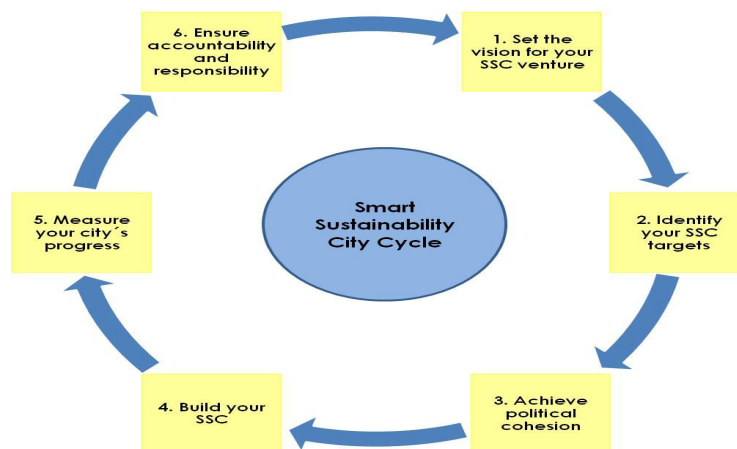 6. Ensure
accountability
and
responsibility
1. Set the
vision for your
SSC venture
2. Identify
your SSC
targets
3. Achieve
political
cohesion
4. Build your
SSC
5. Measure
your city´s
progress
Smart
Sustainability
City Cycle